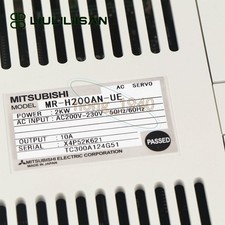 LIUKILISAN
AC SERVO
MITSUBISHI
MODEL MR-H200AN-UE
POWER : 2KW
AC INPUT : AC200V-230V 50Hz/60Hz
OUTPUT : 10A
SERIAL : X4P52K621
TC300A124G51
PASSED
MITSUBISHI ELECTRIC CORPORATION
MADE IN JAPAN